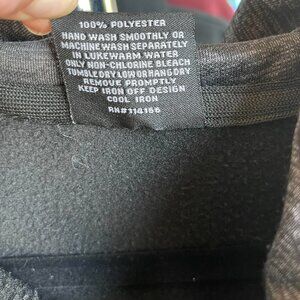 100% POLYESTER
HAND WASH SMOOTHLY OR
MACHINE WASH SEPARATELY
IN LUKEWARM WATER
ONLY NON-CHLORINE BLEACH
TUMBLE DRY LOW OR HANG DRY
REMOVE PROMPTLY
KEEP IRON OFF DESIGN
COOL IRON
RN#114166